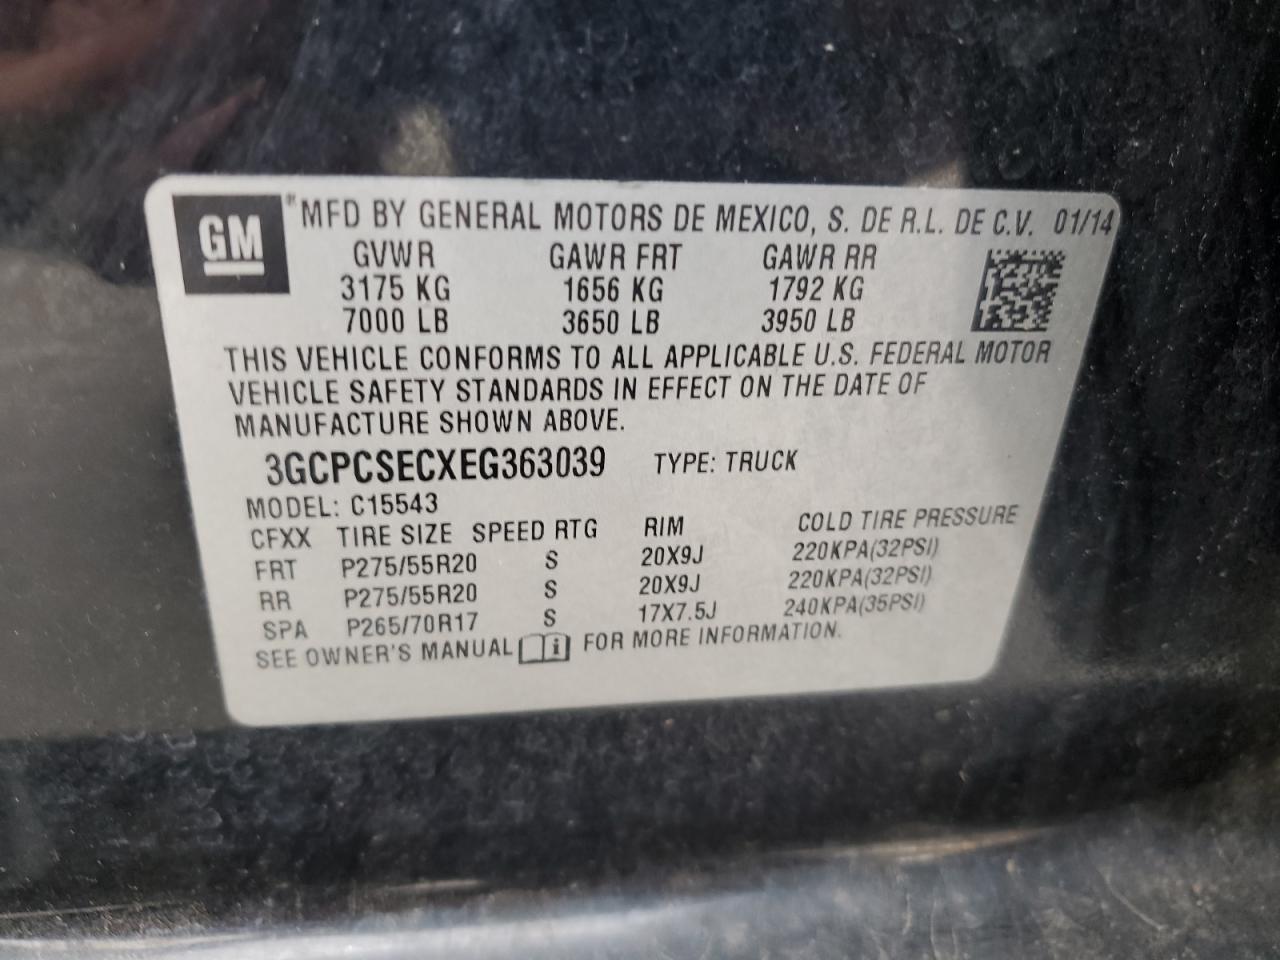 GM
MFD BY GENERAL MOTORS DE MEXICO, S. DE R.L. DE C.V. 01/14
GVWR GAWR FRT GAWR RR
3175 KG 1656 KG 1792 KG
7000 LB 3650 LB 3950 LB
THIS VEHICLE CONFORMS TO ALL APPLICABLE U.S. FEDERAL MOTOR
VEHICLE SAFETY STANDARDS IN EFFECT ON THE DATE OF
MANUFACTURE SHOWN ABOVE.
3GCPCSECXEG363039 TYPE: TRUCK
MODEL: C15543
CFXX TIRE SIZE SPEED RTG RIM COLD TIRE PRESSURE
FRT P275/55R20 S 20X9J 220KPA(32PSI)
RR P275/55R20 S 20X9J 220KPA(32PSI)
SPA P265/70R17 S 17X7.5J 240KPA(35PSI)
SEE OWNER'S MANUAL i FOR MORE INFORMATION.